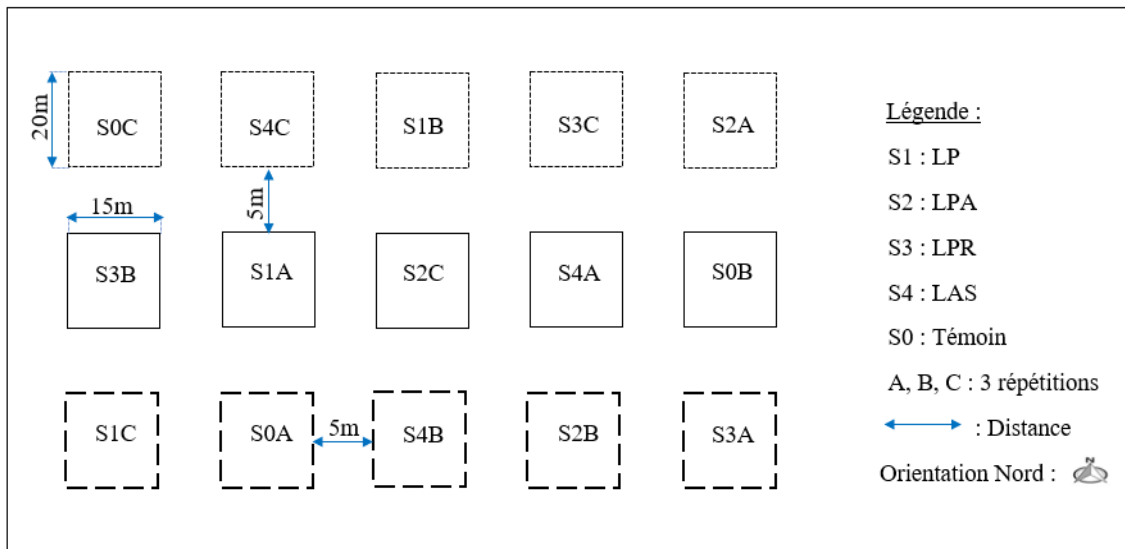 20m
S0C S4C S1B S3C S2A
5m
15m
S3B S1A S2C S4A S0B
S1C S0A 5m S4B S2B S3A
Légende :
S1 : LP
S2 : LPA
S3 : LPR
S4 : LAS
S0 : Témoin
A, B, C : 3 répétitions
: Distance
Orientation Nord : N